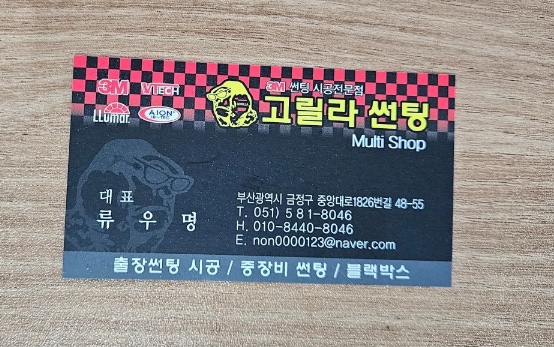 3M VTECH
LLumar AION
3M 썬팅 시공전문점
고릴라 썬팅
Multi Shop
대표
류우명
부산광역시 금정구 중앙대로1826번길 48-55
T. 051) 581-8046
H. 010-8440-8046
E. non0000123@naver.com
출장썬팅 시공 / 중장비 썬팅 / 블랙박스